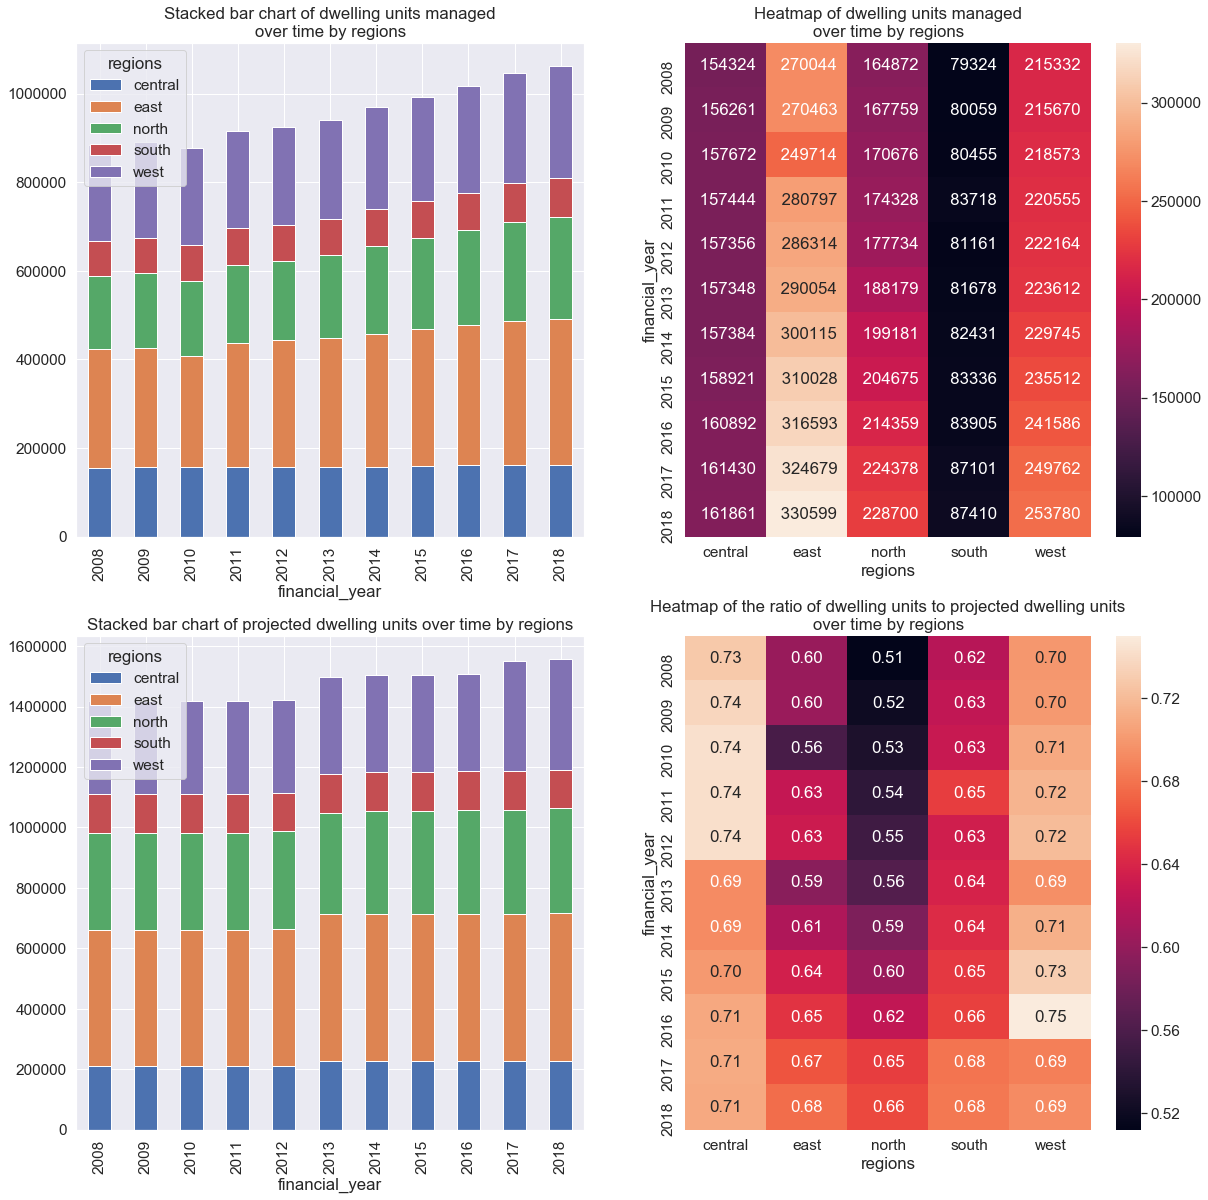 Stacked bar chart of dwelling units managed
over time by regions
regions
central
east
north
south
west
1000000
800000
600000
400000
200000
0
2008 2009 2010 2011 2012 2013 2014 2015 2016 2017 2018
financial_year
Heatmap of dwelling units managed
over time by regions
financial_year
2008 154324 270044 164872 79324 215332
2009 156261 270463 167759 80059 215670
2010 157672 249714 170676 80455 218573
2011 157444 280797 174328 83718 220555
2012 157356 286314 177734 81161 222164
2013 157348 290054 188179 81678 223612
2014 157384 300115 199181 82431 229745
2015 158921 310028 204675 83336 235512
2016 160892 316593 214359 83905 241586
2017 161430 324679 224378 87101 249762
2018 161861 330599 228700 87410 253780
central east north south west
regions
300000
250000
200000
150000
100000
Stacked bar chart of projected dwelling units over time by regions
regions
central
east
north
south
west
1600000
1400000
1200000
1000000
800000
600000
400000
200000
0
2008 2009 2010 2011 2012 2013 2014 2015 2016 2017 2018
financial_year
Heatmap of the ratio of dwelling units to projected dwelling units
over time by regions
financial_year
2008 0.73 0.60 0.51 0.62 0.70
2009 0.74 0.60 0.52 0.63 0.70
2010 0.74 0.56 0.53 0.63 0.71
2011 0.74 0.63 0.54 0.65 0.72
2012 0.74 0.63 0.55 0.63 0.72
2013 0.69 0.59 0.56 0.64 0.69
2014 0.69 0.61 0.59 0.64 0.71
2015 0.70 0.64 0.60 0.65 0.73
2016 0.71 0.65 0.62 0.66 0.75
2017 0.71 0.67 0.65 0.68 0.69
2018 0.71 0.68 0.66 0.68 0.69
central east north south west
regions
0.72
0.68
0.64
0.60
0.56
0.52